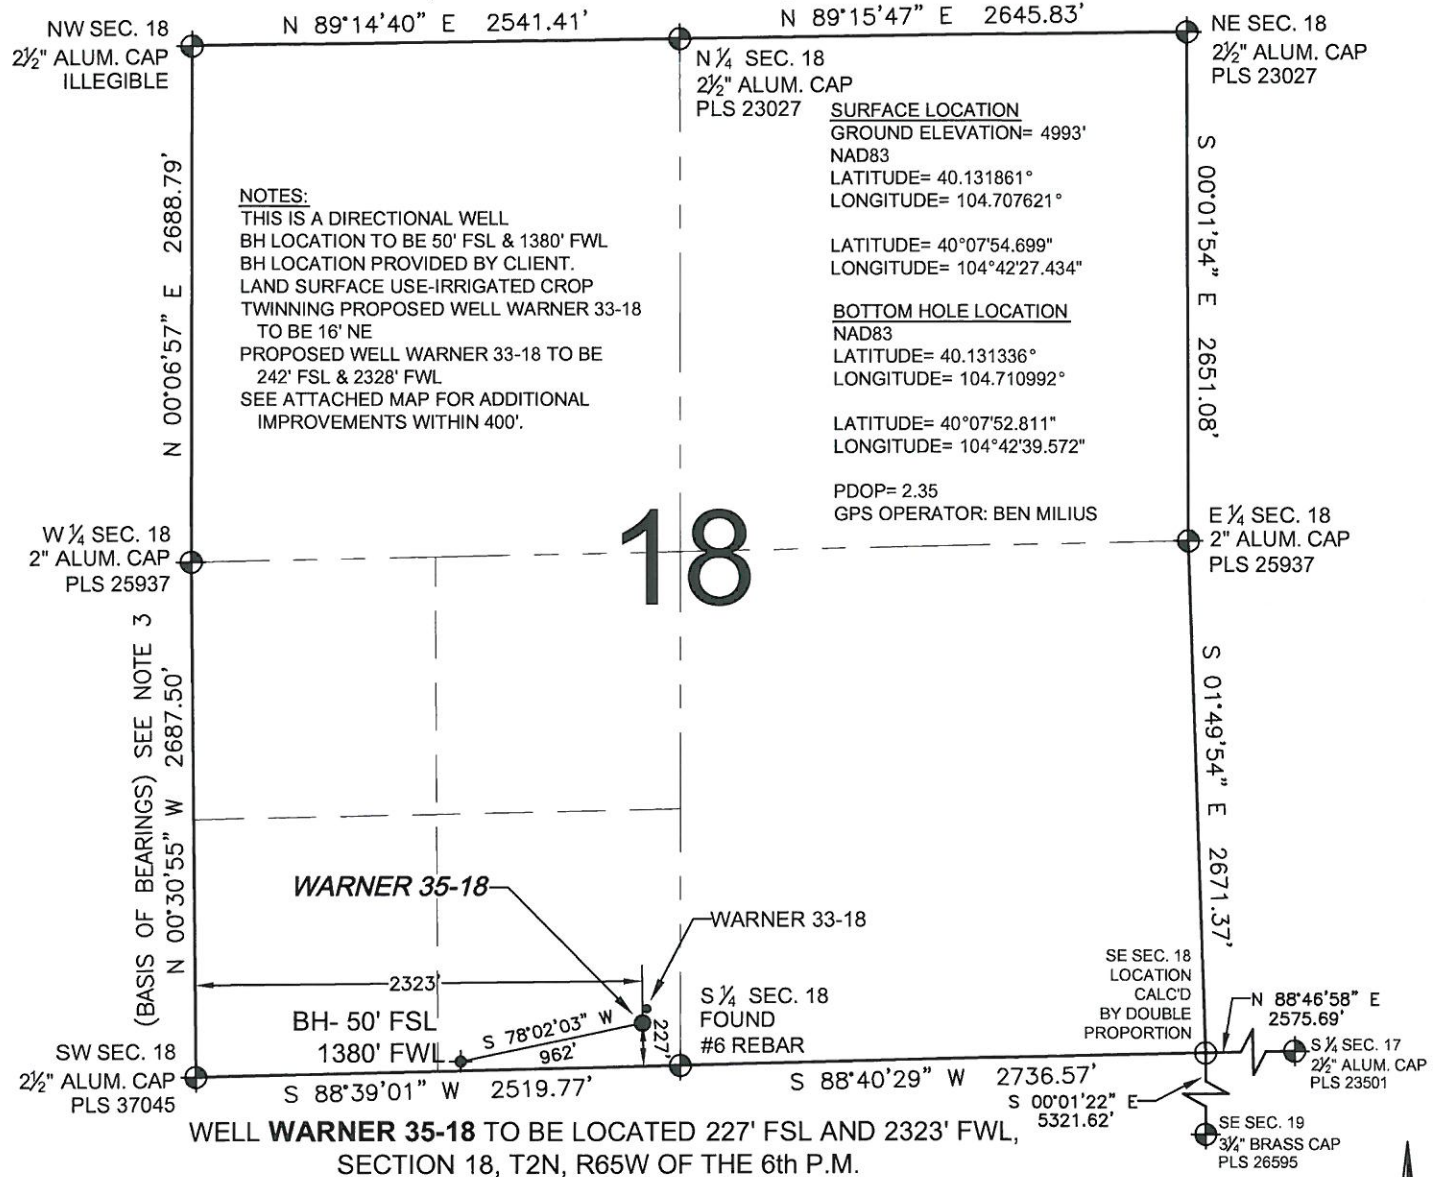 N 89°14'40" E 2541.41'
N 89°15'47" E 2645.83'
NW SEC. 18
2½" ALUM. CAP
ILLEGIBLE
N ¼ SEC. 18
2½" ALUM. CAP
PLS 23027
NE SEC. 18
2½" ALUM. CAP
PLS 23027
SURFACE LOCATION
GROUND ELEVATION= 4993'
NAD83
LATITUDE= 40.131861°
LONGITUDE= 104.707621°
LATITUDE= 40°07'54.699"
LONGITUDE= 104°42'27.434"
BOTTOM HOLE LOCATION
NAD83
LATITUDE= 40.131336°
LONGITUDE= 104.710992°
LATITUDE= 40°07'52.811"
LONGITUDE= 104°42'39.572"
PDOP= 2.35
GPS OPERATOR: BEN MILIUS
NOTES:
THIS IS A DIRECTIONAL WELL
BH LOCATION TO BE 50' FSL & 1380' FWL
BH LOCATION PROVIDED BY CLIENT.
LAND SURFACE USE-IRRIGATED CROP
TWINNING PROPOSED WELL WARNER 33-18
TO BE 16' NE
PROPOSED WELL WARNER 33-18 TO BE
242' FSL & 2328' FWL
SEE ATTACHED MAP FOR ADDITIONAL
IMPROVEMENTS WITHIN 400'.
N 00°06'57" E 2688.79'
S 00°01'54" E 2651.08'
18
W ¼ SEC. 18
2" ALUM. CAP
PLS 25937
E ¼ SEC. 18
2" ALUM. CAP
PLS 25937
(BASIS OF BEARINGS) SEE NOTE 3
N 00°30'55" W 2687.50'
S 01°49'54" E 2671.37'
WARNER 35-18
WARNER 33-18
2323'
227'
BH- 50' FSL
1380' FWL
S 78°02'03" W
962'
S ¼ SEC. 18
FOUND
#6 REBAR
SE SEC. 18
LOCATION
CALC'D
BY DOUBLE
PROPORTION
N 88°46'58" E
2575.69'
S ¼ SEC. 17
2½" ALUM. CAP
PLS 23501
SW SEC. 18
2½" ALUM. CAP
PLS 37045
S 88°39'01" W 2519.77'
S 88°40'29" W 2736.57'
S 00°01'22" E
5321.62'
SE SEC. 19
3¼" BRASS CAP
PLS 26595
WELL WARNER 35-18 TO BE LOCATED 227' FSL AND 2323' FWL,
SECTION 18, T2N, R65W OF THE 6th P.M.